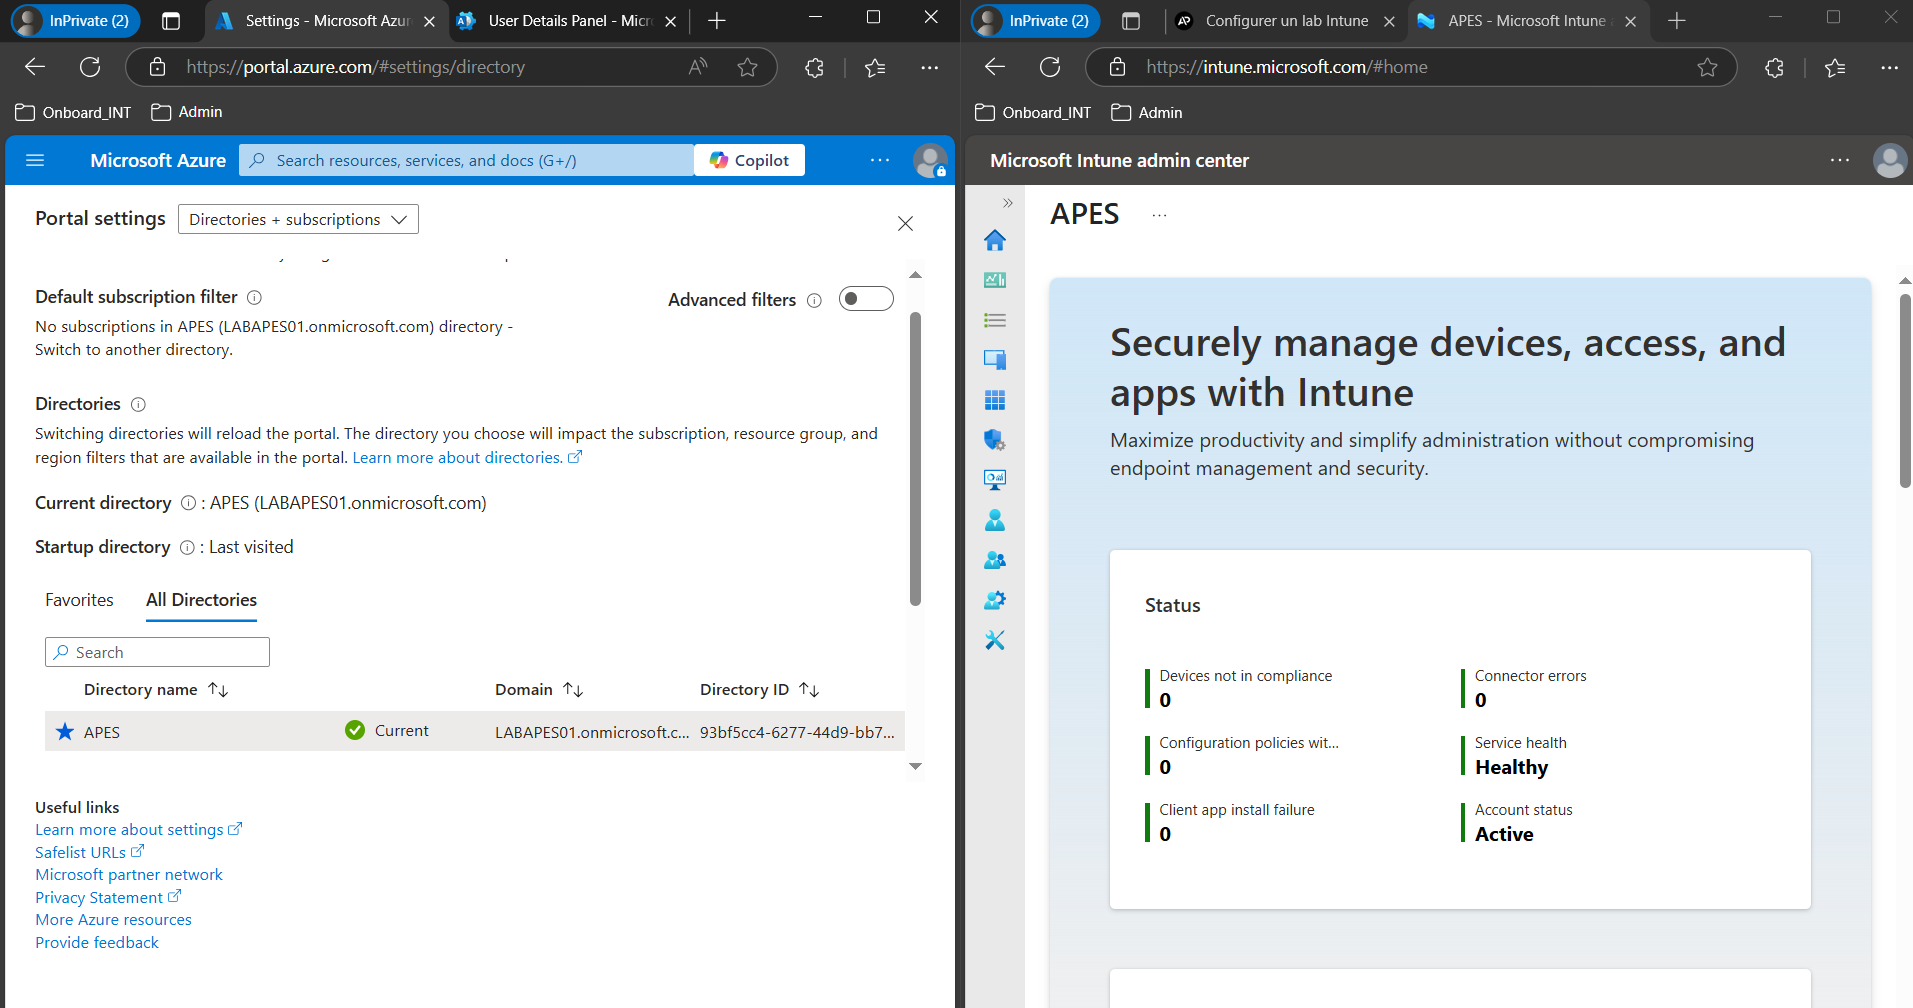 InPrivate (2)
Settings - Microsoft Azur
User Details Panel - Micr
https://portal.azure.com/#settings/directory
Onboard_INT
Admin
Microsoft Azure
Search resources, services, and docs (G+/)
Copilot
Portal settings
Directories + subscriptions
Default subscription filter
Advanced filters
No subscriptions in APES (LABAPES01.onmicrosoft.com) directory -
Switch to another directory.
Directories
Switching directories will reload the portal. The directory you choose will impact the subscription, resource group, and
region filters that are available in the portal. Learn more about directories.
Current directory : APES (LABAPES01.onmicrosoft.com)
Startup directory : Last visited
Favorites
All Directories
Search
Directory name
Domain
Directory ID
APES
Current
LABAPES01.onmicrosoft.c...
93bf5cc4-6277-44d9-bb7...
Useful links
Learn more about settings
Safelist URLs
Microsoft partner network
Privacy Statement
More Azure resources
Provide feedback
InPrivate (2)
AP
Configurer un lab Intune
APES - Microsoft Intune
https://intune.microsoft.com/#home
Onboard_INT
Admin
Microsoft Intune admin center
APES
Securely manage devices, access, and
apps with Intune
Maximize productivity and simplify administration without compromising
endpoint management and security.
Status
Devices not in compliance
0
Connector errors
0
Configuration policies wit...
0
Service health
Healthy
Client app install failure
0
Account status
Active